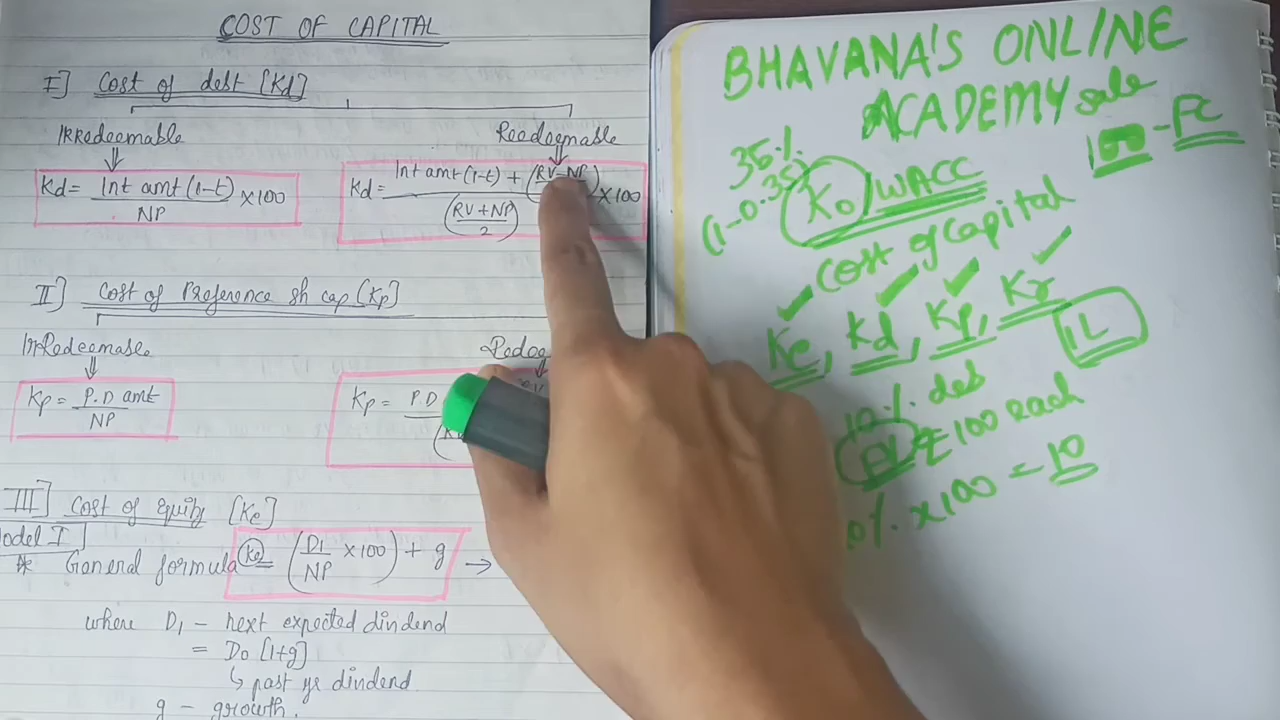 COST OF CAPITAL
I] Cost of debt [Kd]
IRRedeemable
Reedeemable
Kd = Int amt (1-t) / NP × 100
Kd = Int amt (1-t) + (RV-NP / (RV+NP / 2) × 100
II] Cost of Preference sh cap [Kp]
IrRedeemable
Kp = P.D amt / NP
Kp = P.D
III] Cost of Equity [Ke]
Model I
* General formula Ke = (D1 / NP × 100) + g →
where D1 - next expected dividend
= D0 [1+g]
↳ past yr dividend
g - growth.
BHAVANA'S ONLINE
ACADEMY
sale
100 - FC
35%
(1-0.35)
K0) WACC
Cost of Capital
Ke, Kd, Kp, Kr
1L
10% deb
FV ₹100 each
0% × 100 = 10